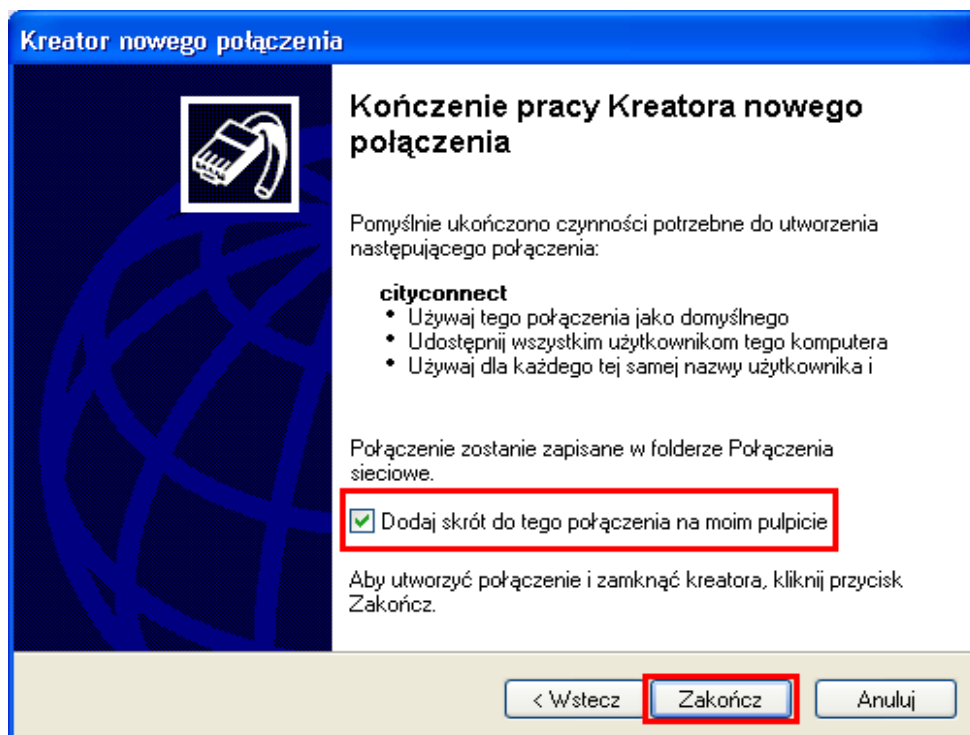 Kreator nowego połączenia
Kończenie pracy Kreatora nowego
połączenia
Pomyślnie ukończono czynności potrzebne do utworzenia
następującego połączenia:
cityconnect
• Używaj tego połączenia jako domyślnego
• Udostępnij wszystkim użytkownikom tego komputera
• Używaj dla każdego tej samej nazwy użytkownika i
Połączenie zostanie zapisane w folderze Połączenia
sieciowe.
Dodaj skrót do tego połączenia na moim pulpicie
Aby utworzyć połączenie i zamknąć kreatora, kliknij przycisk
Zakończ.
< Wstecz Zakończ Anuluj